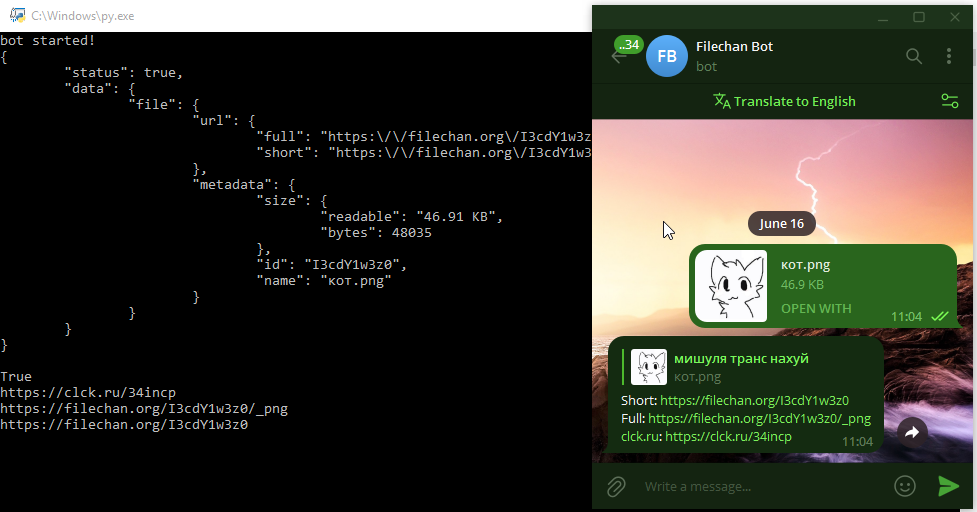 C:\Windows\py.exe
bot started!
{
"status": true,
"data": {
"file": {
"url": {
"full": "https:\/\/filechan.org\/I3cdY1w3z
"short": "https:\/\/filechan.org\/I3cdY1w3
},
"metadata": {
"size": {
"readable": "46.91 KB",
"bytes": 48035
},
"id": "I3cdY1w3z0",
"name": "кот.png"
}
}
}
}
True
https://clck.ru/34incp
https://filechan.org/I3cdY1w3z0/_png
https://filechan.org/I3cdY1w3z0
..34
FB
Filechan Bot
bot
Translate to English
June 16
кот.png
46.9 KB
OPEN WITH
11:04
мишуля транс нахуй
кот.png
Short: https://filechan.org/I3cdY1w3z0
Full: https://filechan.org/I3cdY1w3z0/_png
clck.ru: https://clck.ru/34incp
11:04
Write a message...